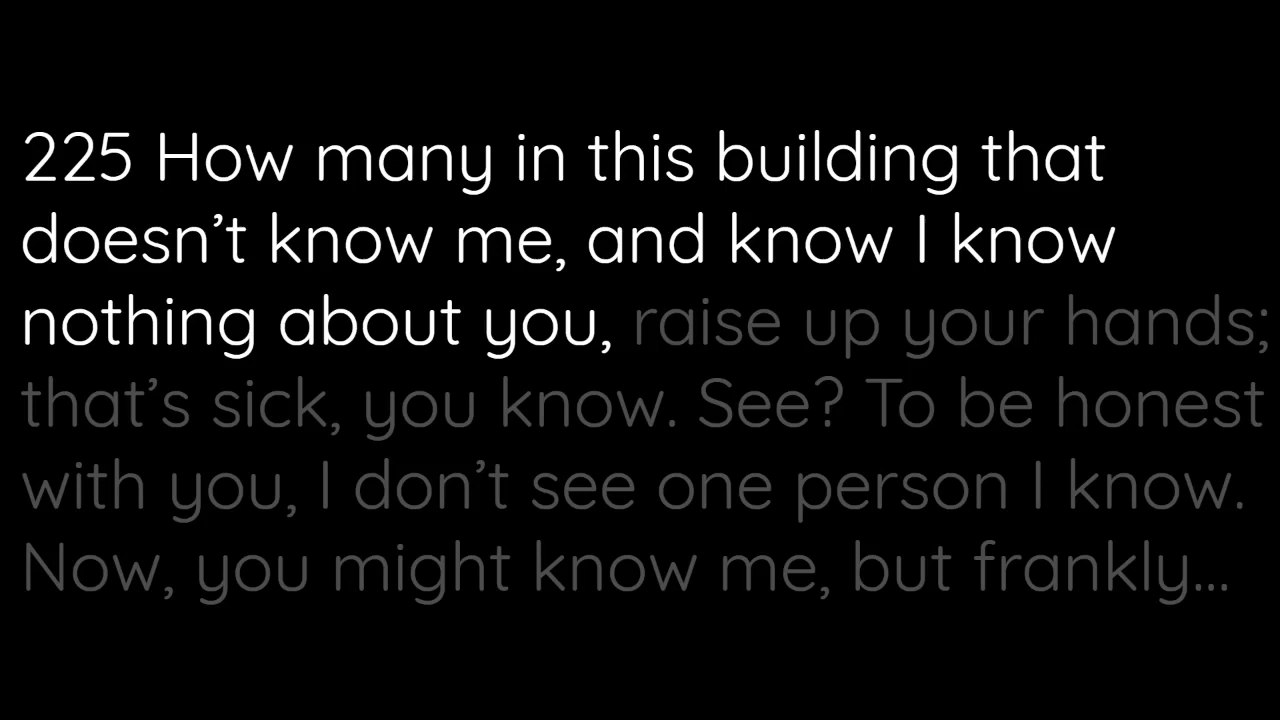 225 How many in this building that
doesn’t know me, and know I know
nothing about you, raise up your hands;
that’s sick, you know. See? To be honest
with you, I don’t see one person I know.
Now, you might know me, but frankly...